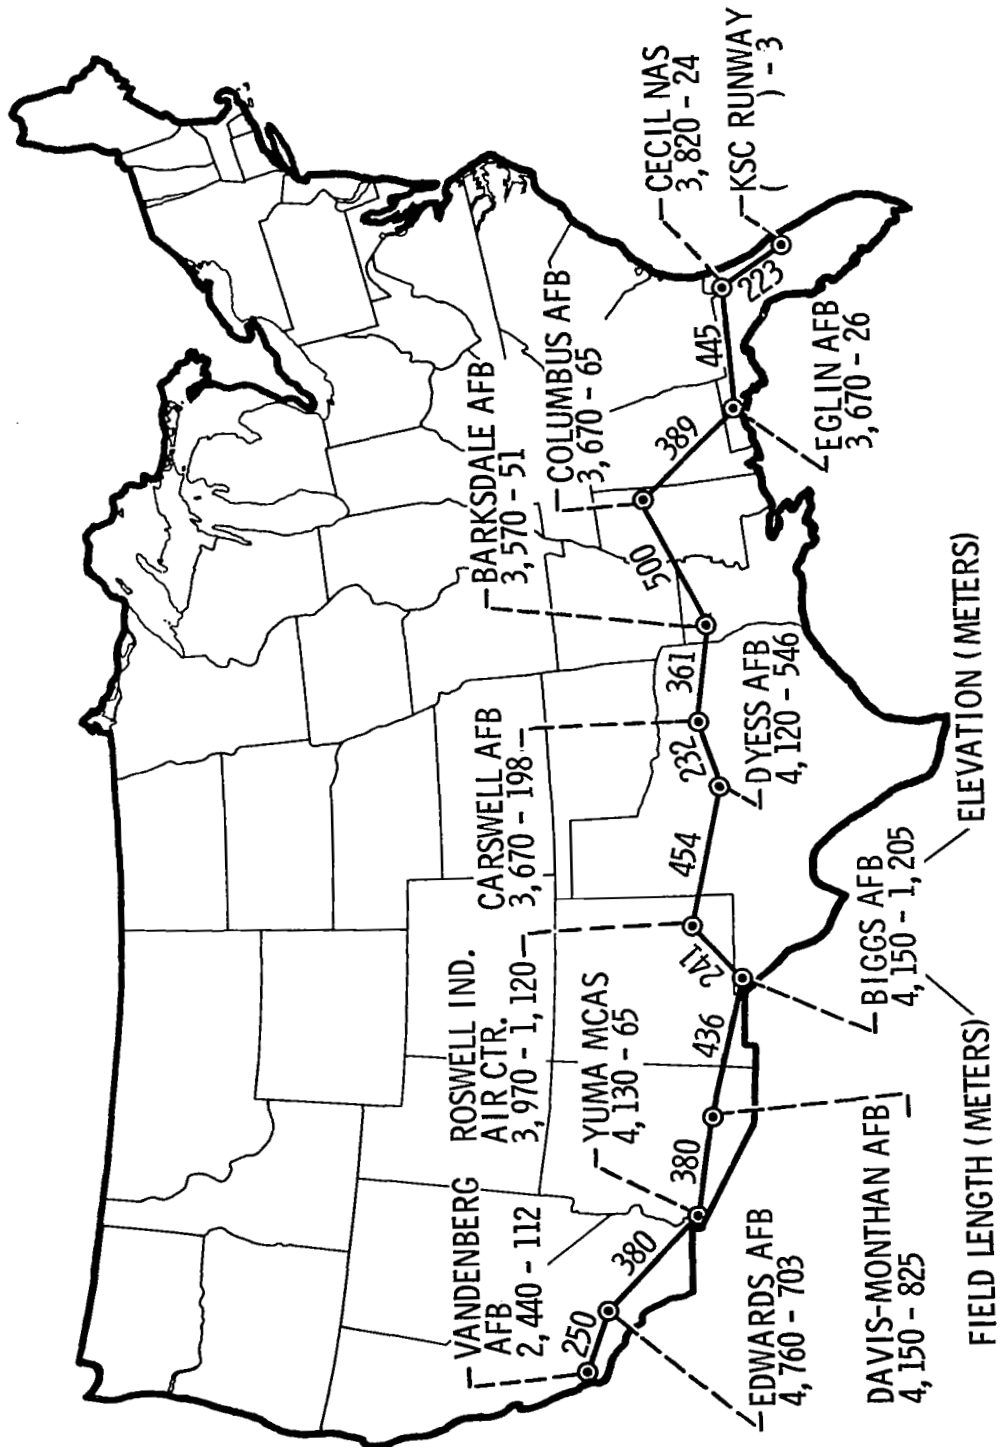 VANDENBERG
AFB
2,440 - 112
ROSWELL IND.
AIR CTR.
3,970 - 1,120
YUMA MCAS
4,130 - 65
CARSWELL AFB
3,670 - 198
BARKSDALE AFB
3,570 - 51
COLUMBUS AFB
3,670 - 65
CECIL NAS
3,820 - 24
KSC RUNWAY
( ) - 3
250
380
380
436
241
454
232
361
500
389
445
223
EDWARDS AFB
4,760 - 703
DAVIS-MONTHAN AFB
4,150 - 825
BIGGS AFB
4,150 - 1,205
DYESS AFB
4,120 - 546
EGLIN AFB
3,670 - 26
FIELD LENGTH (METERS)
ELEVATION (METERS)